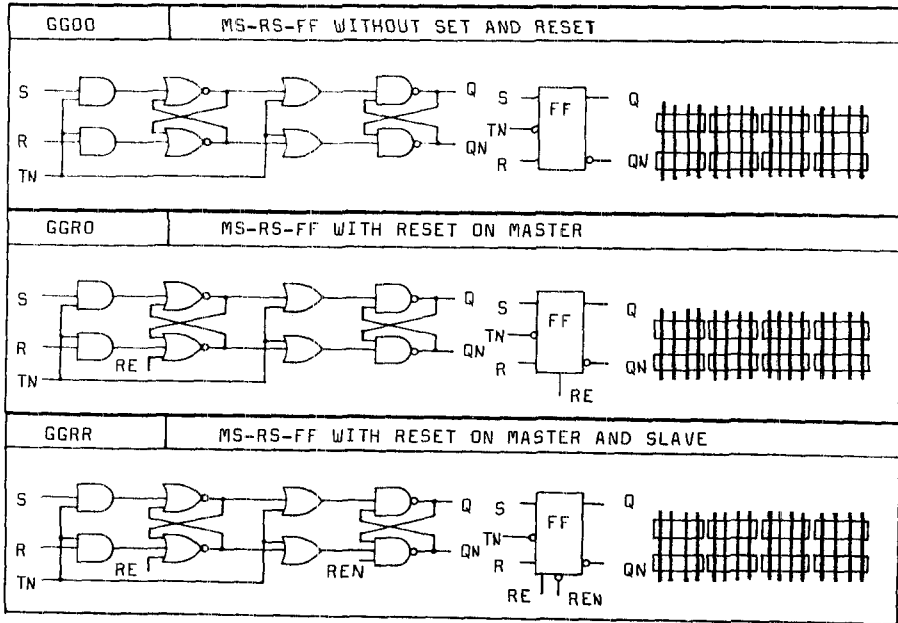 GG00 MS-RS-FF WITHOUT SET AND RESET
S Q S FF Q
TN
R QN R QN
TN
GGR0 MS-RS-FF WITH RESET ON MASTER
S Q S FF Q
TN
R QN R QN
RE
TN
RE
GGRR MS-RS-FF WITH RESET ON MASTER AND SLAVE
S Q S FF Q
TN
R QN R QN
RE REN
TN
RE REN